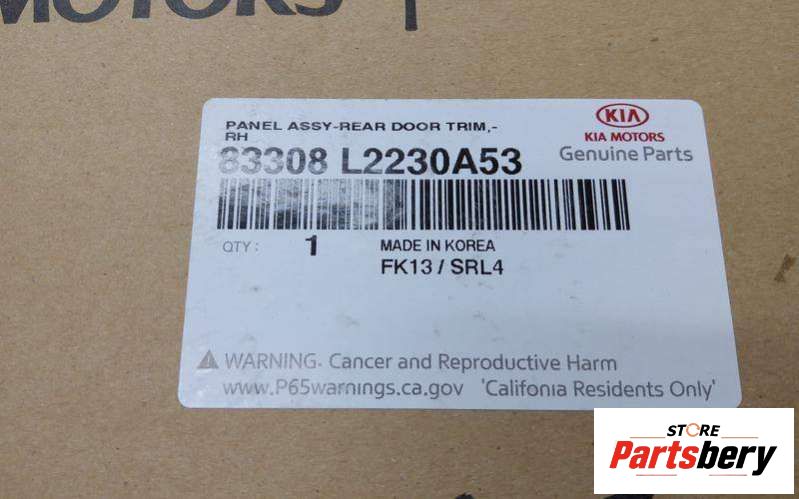 MOTORS
PANEL ASSY-REAR DOOR TRIM,-
RH
KIA
KIA MOTORS
Genuine Parts
83308 L2230A53
QTY : 1 MADE IN KOREA
FK13 / SRL4
WARNING. Cancer and Reproductive Harm
www.P65warnings.ca.gov 'Califonia Residents Only'
STORE
Partsbery